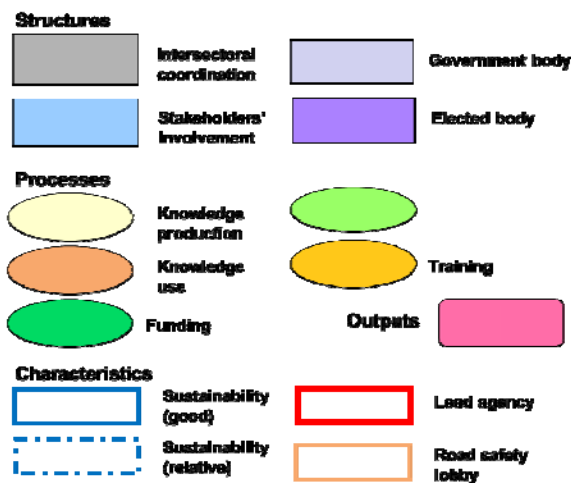 Structures
Intersectoral
coordination
Government body
Stakeholders'
Involvement
Elected body
Processes
Knowledge
production
Knowledge
use
Training
Funding
Outputs
Characteristics
Sustainability
(good)
Lead agency
Sustainability
(relative)
Road safety
lobby